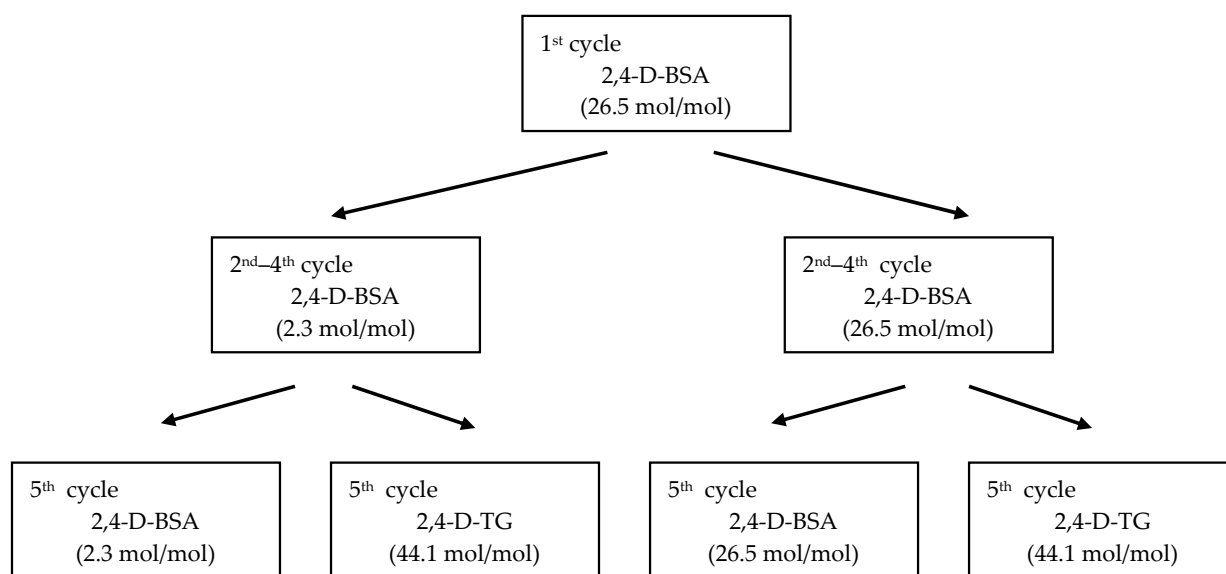 1st cycle
2,4-D-BSA
(26.5 mol/mol)
2nd–4th cycle
2,4-D-BSA
(2.3 mol/mol)
2nd–4th cycle
2,4-D-BSA
(26.5 mol/mol)
5th cycle
2,4-D-BSA
(2.3 mol/mol)
5th cycle
2,4-D-TG
(44.1 mol/mol)
5th cycle
2,4-D-BSA
(26.5 mol/mol)
5th cycle
2,4-D-TG
(44.1 mol/mol)